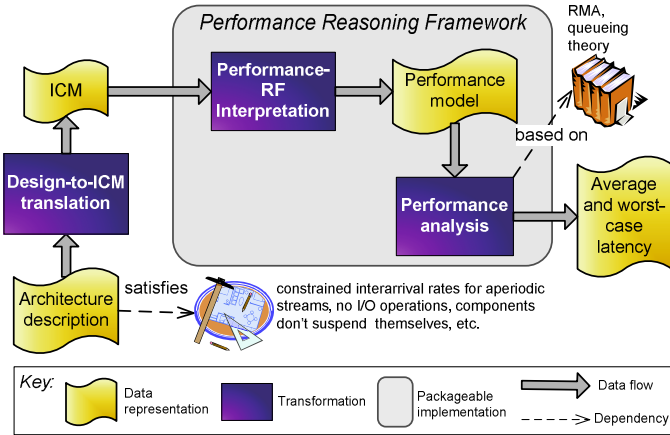 Performance Reasoning Framework
RMA,
queueing
theory
ICM
Performance-
RF
Interpretation
Performance
model
based on
Design-to-ICM
translation
Performance
analysis
Average
and worst-
case
latency
Architecture
description
satisfies
constrained interarrival rates for aperiodic
streams, no I/O operations, components
don't suspend themselves, etc.
Key:
Data
representation
Transformation
Packageable
implementation
Data flow
Dependency